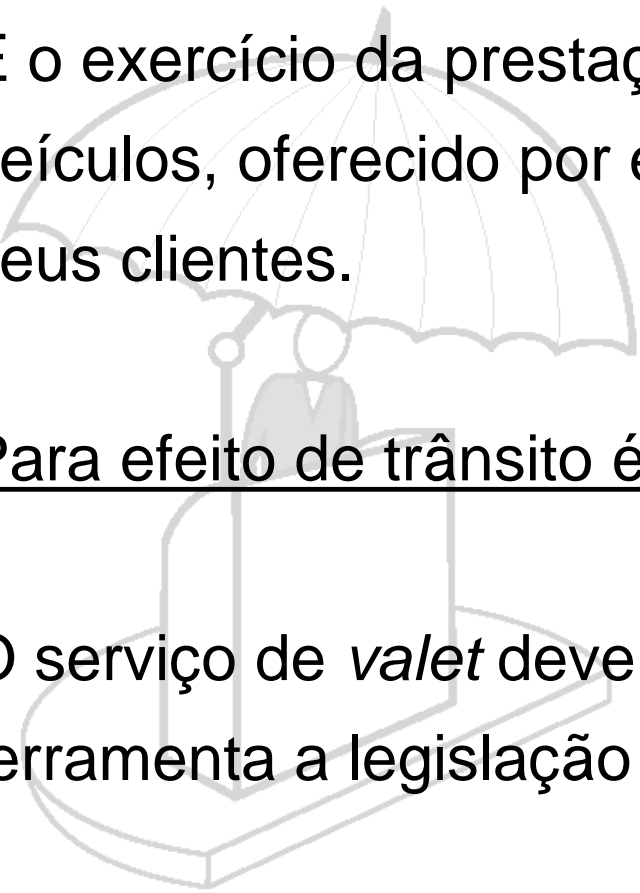 É o exercício da prestaç
eículos, oferecido por e
eus clientes.
Para efeito de trânsito é
O serviço de valet deve
erramenta a legislação